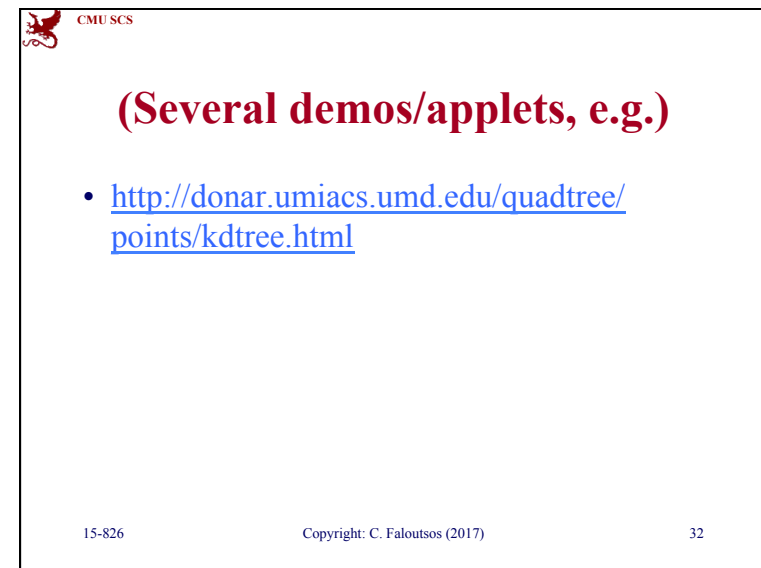 CMU SCS
(Several demos/applets, e.g.)
• http://donar.umiacs.umd.edu/quadtree/
points/kdtree.html
15-826 Copyright: C. Faloutsos (2017) 32